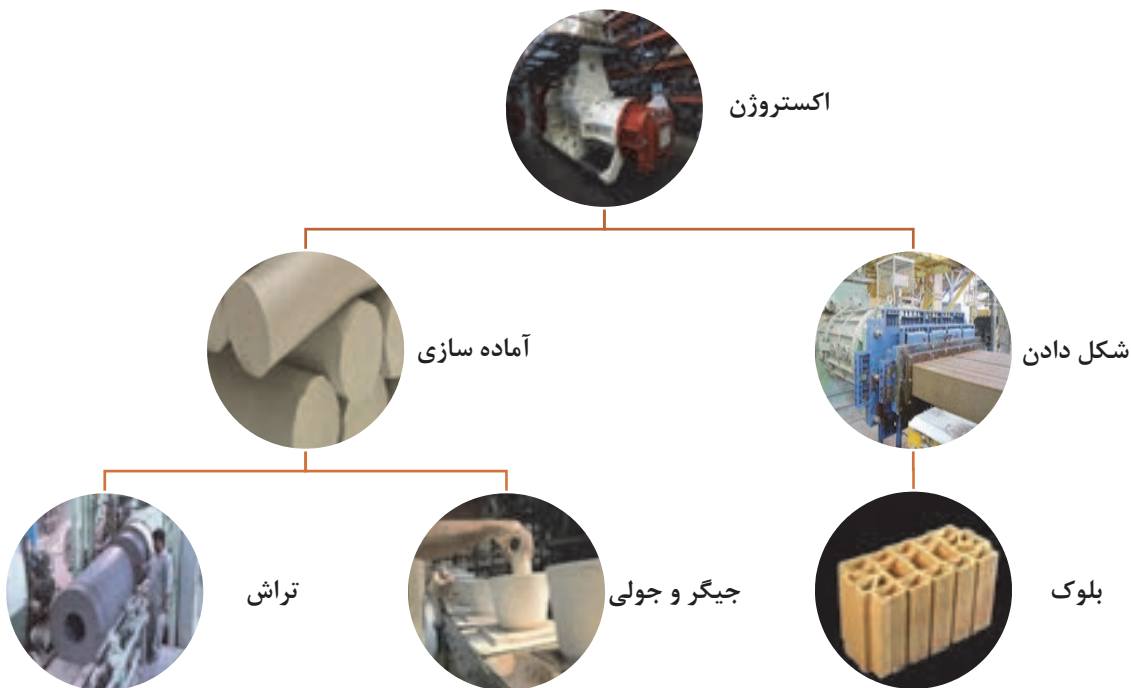 اکستروژن
شکل دادن
آماده سازی
بلوک
جیگر و جولی
تراش